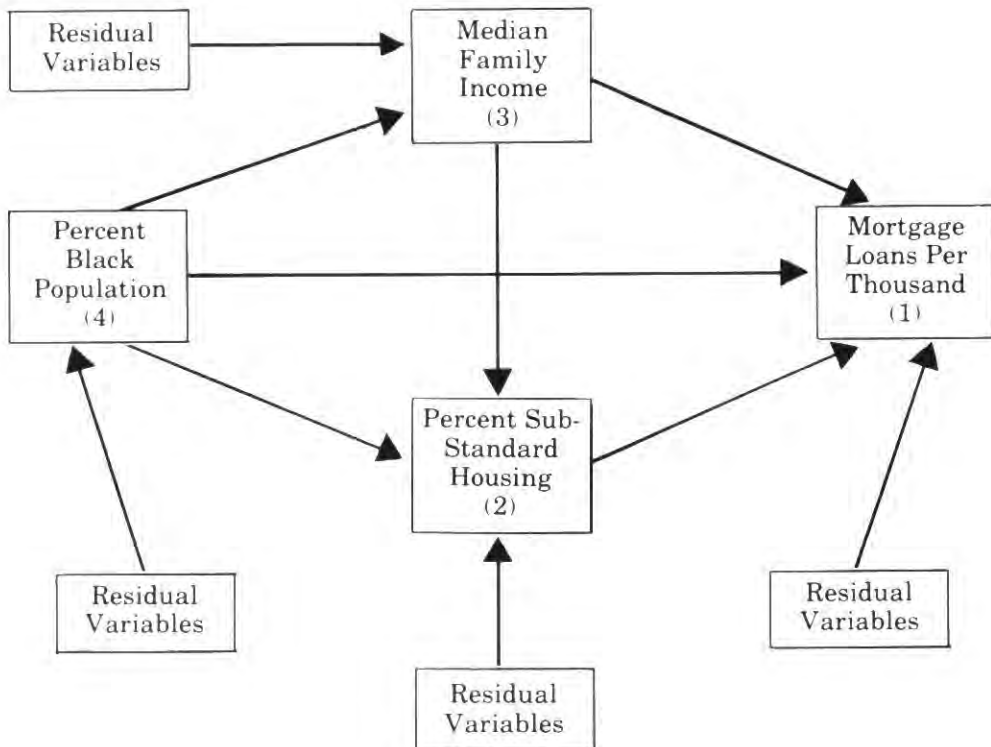 Residual
Variables
Median
Family
Income
(3)
Percent
Black
Population
(4)
Mortgage
Loans Per
Thousand
(1)
Percent Sub-
Standard
Housing
(2)
Residual
Variables
Residual
Variables
Residual
Variables